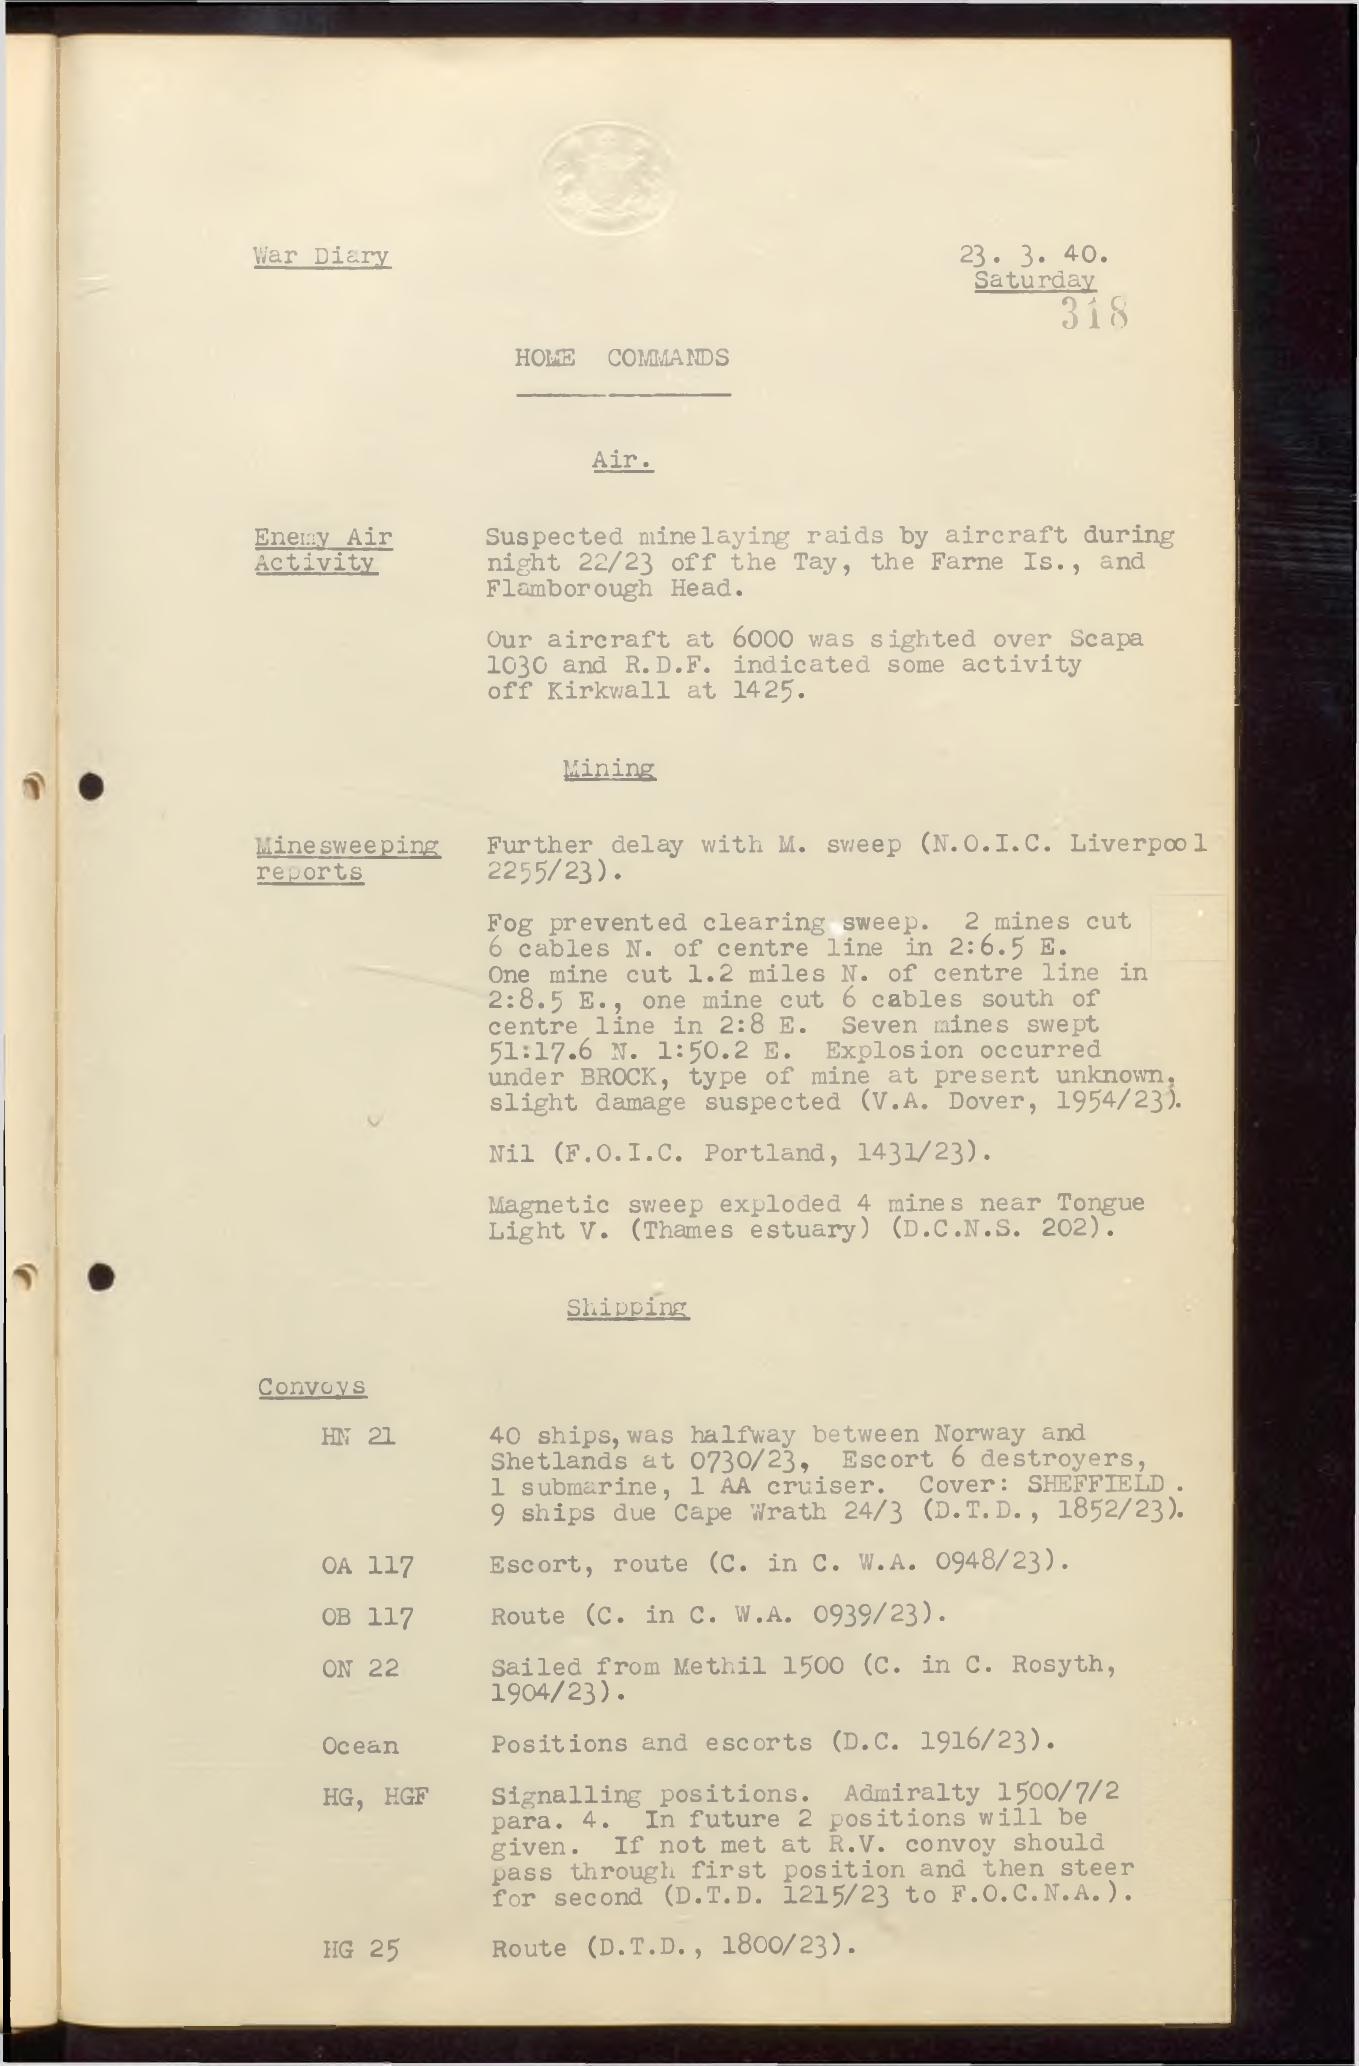 War Diary
23. 3. 40.
Saturday
318
HOME COMMANDS
Air.
Enemy Air
Activity
Suspected minelaying raids by aircraft during
night 22/23 off the Tay, the Farne Is., and
Flamborough Head.
Our aircraft at 6000 was sighted over Scapa
1030 and R.D.F. indicated some activity
off Kirkwall at 1425.
Mining
Minesweeping
reports
Further delay with M. sweep (N.O.I.C. Liverpool
2255/23).
Fog prevented clearing sweep. 2 mines cut
6 cables N. of centre line in 2:6.5 E.
One mine cut 1.2 miles N. of centre line in
2:8.5 E., one mine cut 6 cables south of
centre line in 2:8 E. Seven mines swept
51:17.6 N. 1:50.2 E. Explosion occurred
under BROCK, type of mine at present unknown,
slight damage suspected (V.A. Dover, 1954/23).
Nil (F.O.I.C. Portland, 1431/23).
Magnetic sweep exploded 4 mines near Tongue
Light V. (Thames estuary) (D.C.N.S. 202).
Shipping
Convoys
HN 21
40 ships, was halfway between Norway and
Shetlands at 0730/23, Escort 6 destroyers,
1 submarine, 1 AA cruiser. Cover: SHEFFIELD .
9 ships due Cape Wrath 24/3 (D.T.D., 1852/23).
OA 117 Escort, route (C. in C. W.A. 0948/23).
OB 117 Route (C. in C. W.A. 0939/23).
ON 22 Sailed from Methil 1500 (C. in C. Rosyth,
1904/23).
Ocean Positions and escorts (D.C. 1916/23).
HG, HGF Signalling positions. Admiralty 1500/7/2
para. 4. In future 2 positions will be
given. If not met at R.V. convoy should
pass through first position and then steer
for second (D.T.D. 1215/23 to F.O.C.N.A.).
HG 25 Route (D.T.D., 1800/23).